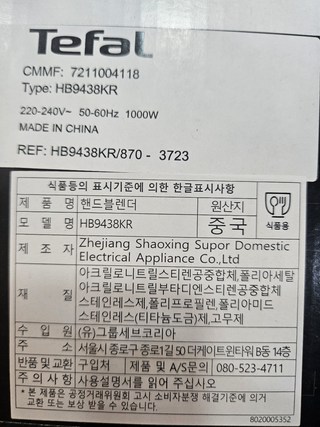 Tefal
CMMF: 7211004118
Type: HB9438KR
220-240V~ 50-60Hz 1000W
MADE IN CHINA
REF: HB9438KR/870 - 3723
식품등의 표시기준에 의한 한글표시사항
제 품 명 핸드블렌더 원산지 식품용
모 델 명 HB9438KR 중국
제 조 자 Zhejiang Shaoxing Supor Domestic
Electrical Appliance Co.,Ltd
재 질 아크릴로니트릴스티렌공중합체,폴리아세탈
아크릴로니트릴부타디엔스티렌공중합체
스테인레스제,폴리프로필렌,폴리아미드
스텐인레스(티타늄도금)제,고무제
수 입 원 (유)그룹세브코리아
주 소 서울시 종로구 종로1길 50 더케이트윈타워 B동 14층
반품 및 교환 구입처 제품 및 A/S문의 080-523-4711
주 의 사 항 사용설명서를 읽어 주십시오
* 본 제품은 공정거래위원회 고시 소비자분쟁 해결기준에 의거
교환 또는 보상 받을 수 있습니다.
8020005352